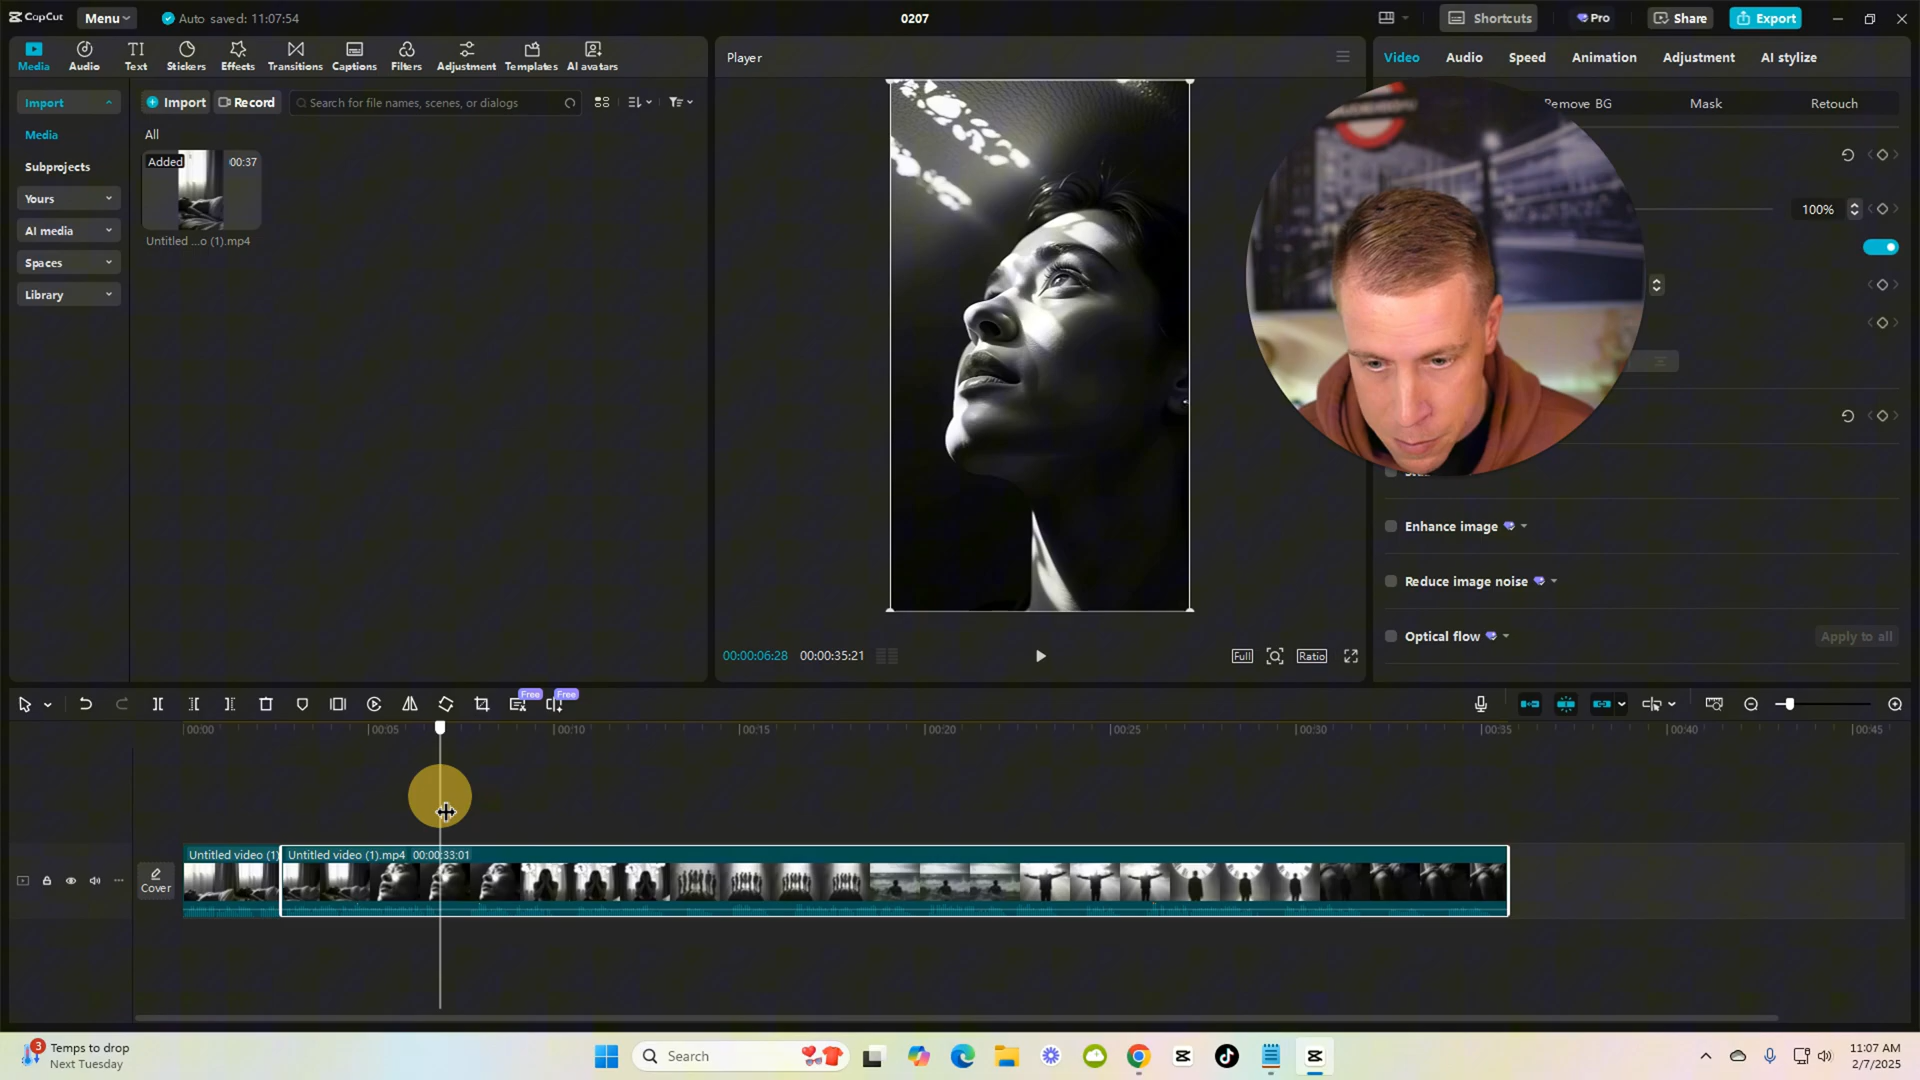 CapCut
Menu
Auto saved: 11:07:54
0207
Shortcuts
Pro
Share
Export
Media
Audio
Text
Stickers
Effects
Transitions
Captions
Filters
Adjustment
Templates
AI avatars
Player
Video
Audio
Speed
Animation
Adjustment
AI stylize
Import
Import
Record
Search for file names, scenes, or dialogs
Remove BG
Mask
Retouch
Media
All
Added
00:37
Subprojects
Yours
AI media
Untitled ...o (1).mp4
Spaces
Library
100%
Enhance image
Reduce image noise
Optical flow
Apply to all
00:00:06:28
00:00:35:21
Full
Ratio
Free
Free
00:00
00:05
00:10
00:15
00:20
00:25
00:30
00:35
00:40
00:45
Cover
Untitled video (1)
Untitled video (1).mp4 00:00:33:01
3
Temps to drop
Next Tuesday
Search
11:07 AM
2/7/2025